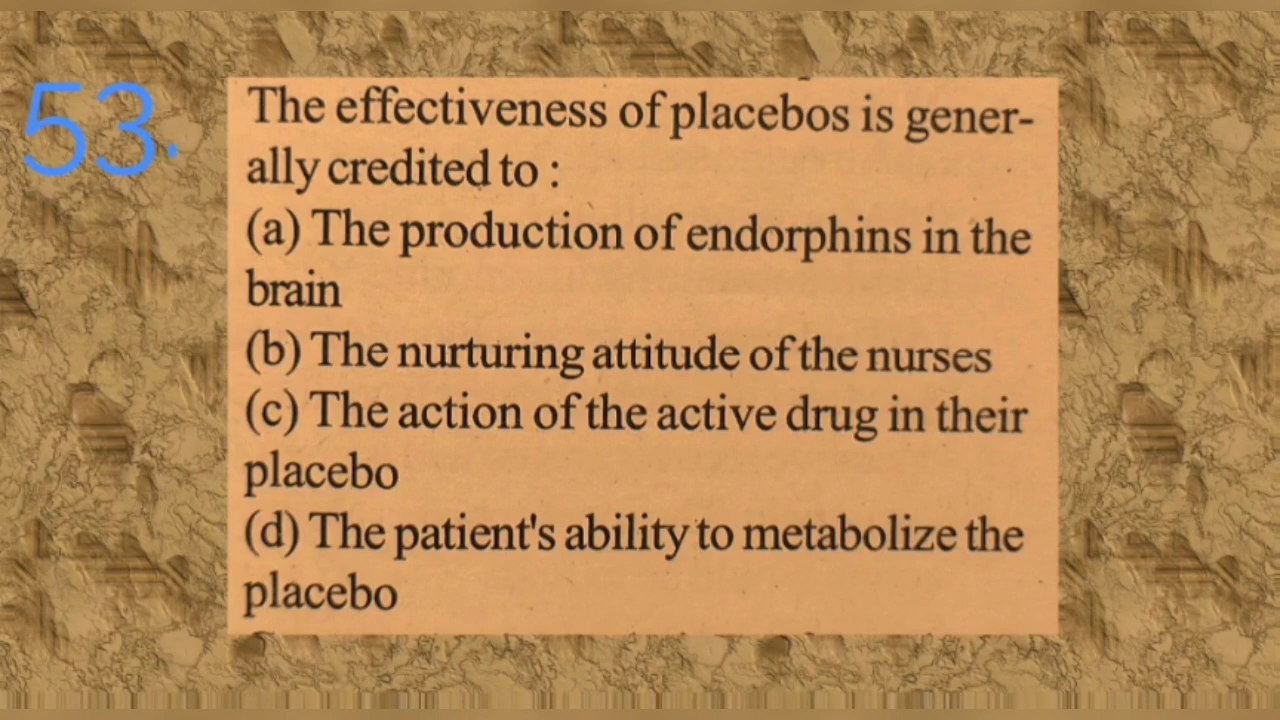 53.
The effectiveness of placebos is gener-
ally credited to :
(a) The production of endorphins in the
brain
(b) The nurturing attitude of the nurses
(c) The action of the active drug in their
placebo
(d) The patient's ability to metabolize the
placebo